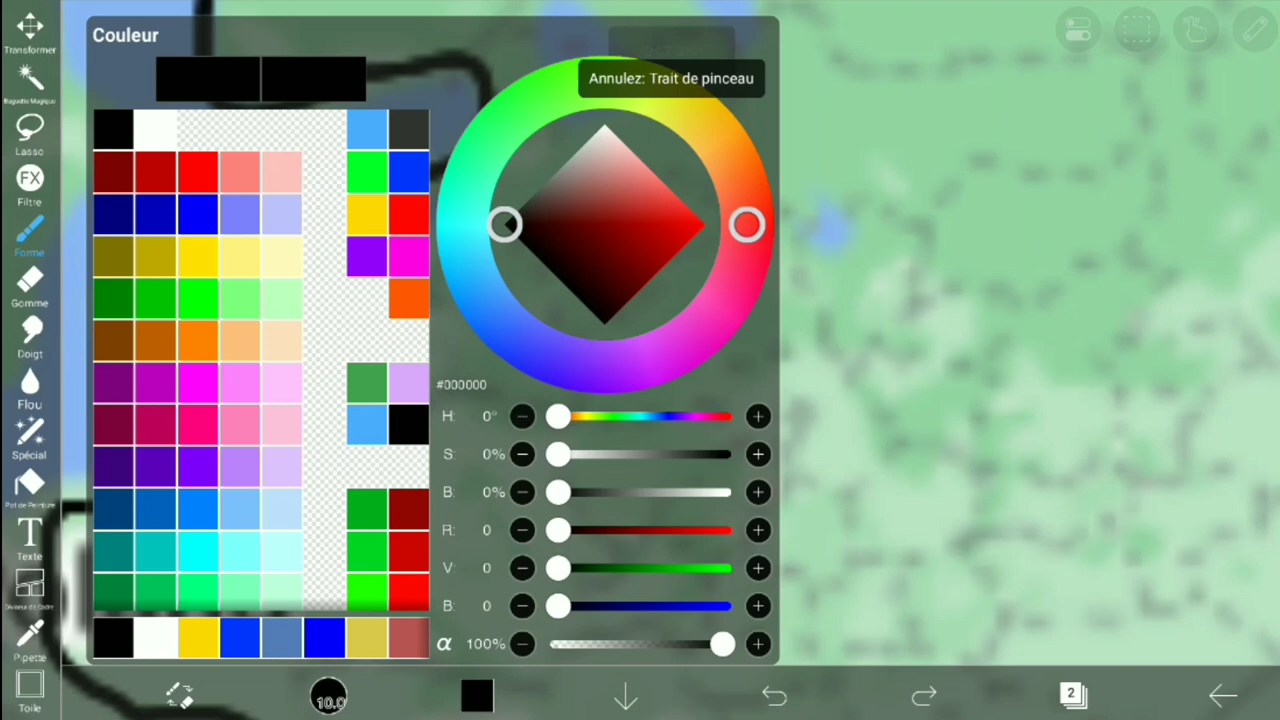 Transformer
Baguette Magique
Lasso
FX
Filtre
Forme
Gomme
Doigt
Flou
Spécial
Pot de Peinture
T
Texte
Diviseur de Cadre
Pipette
Toile
Couleur
Annulez: Trait de pinceau
#000000
H: 0°
S: 0%
B: 0%
R: 0
V: 0
B: 0
α 100%
10.0
2